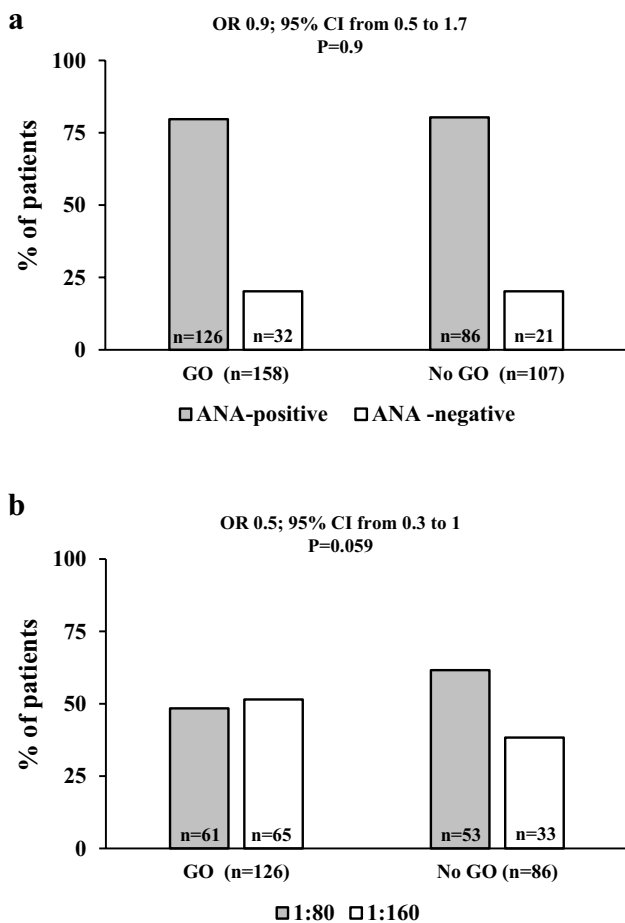 a
OR 0.9; 95% CI from 0.5 to 1.7
P=0.9
% of patients
100
75
50
25
0
n=126
n=32
n=86
n=21
GO (n=158)
No GO (n=107)
ANA-positive
ANA -negative
b
OR 0.5; 95% CI from 0.3 to 1
P=0.059
% of patients
100
75
50
25
0
n=61
n=65
n=53
n=33
GO (n=126)
No GO (n=86)
1:80
1:160